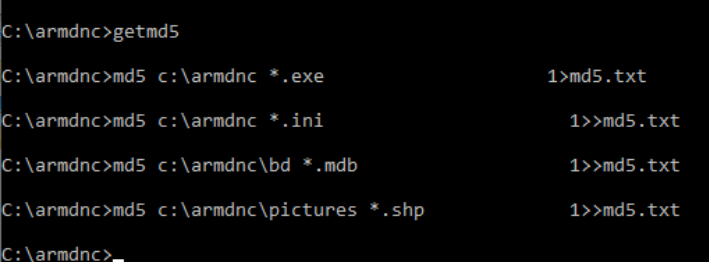 C:\armdnc>getmd5
C:\armdnc>md5 c:\armdnc *.exe                    1>md5.txt
C:\armdnc>md5 c:\armdnc *.ini                      1>>md5.txt
C:\armdnc>md5 c:\armdnc\bd *.mdb                   1>>md5.txt
C:\armdnc>md5 c:\armdnc\pictures *.shp             1>>md5.txt
C:\armdnc>_